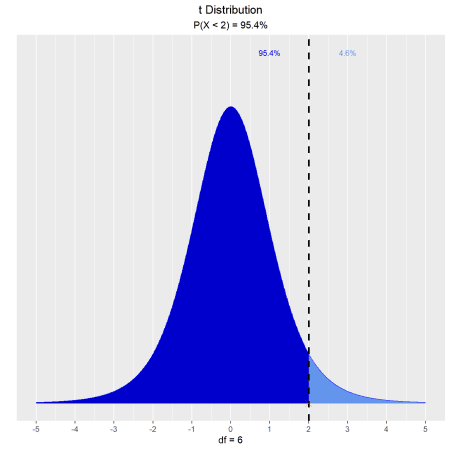 t Distribution
P(X < 2) = 95.4%
95.4% 4.6%
-5 -4 -3 -2 -1 0 1 2 3 4 5
df = 6